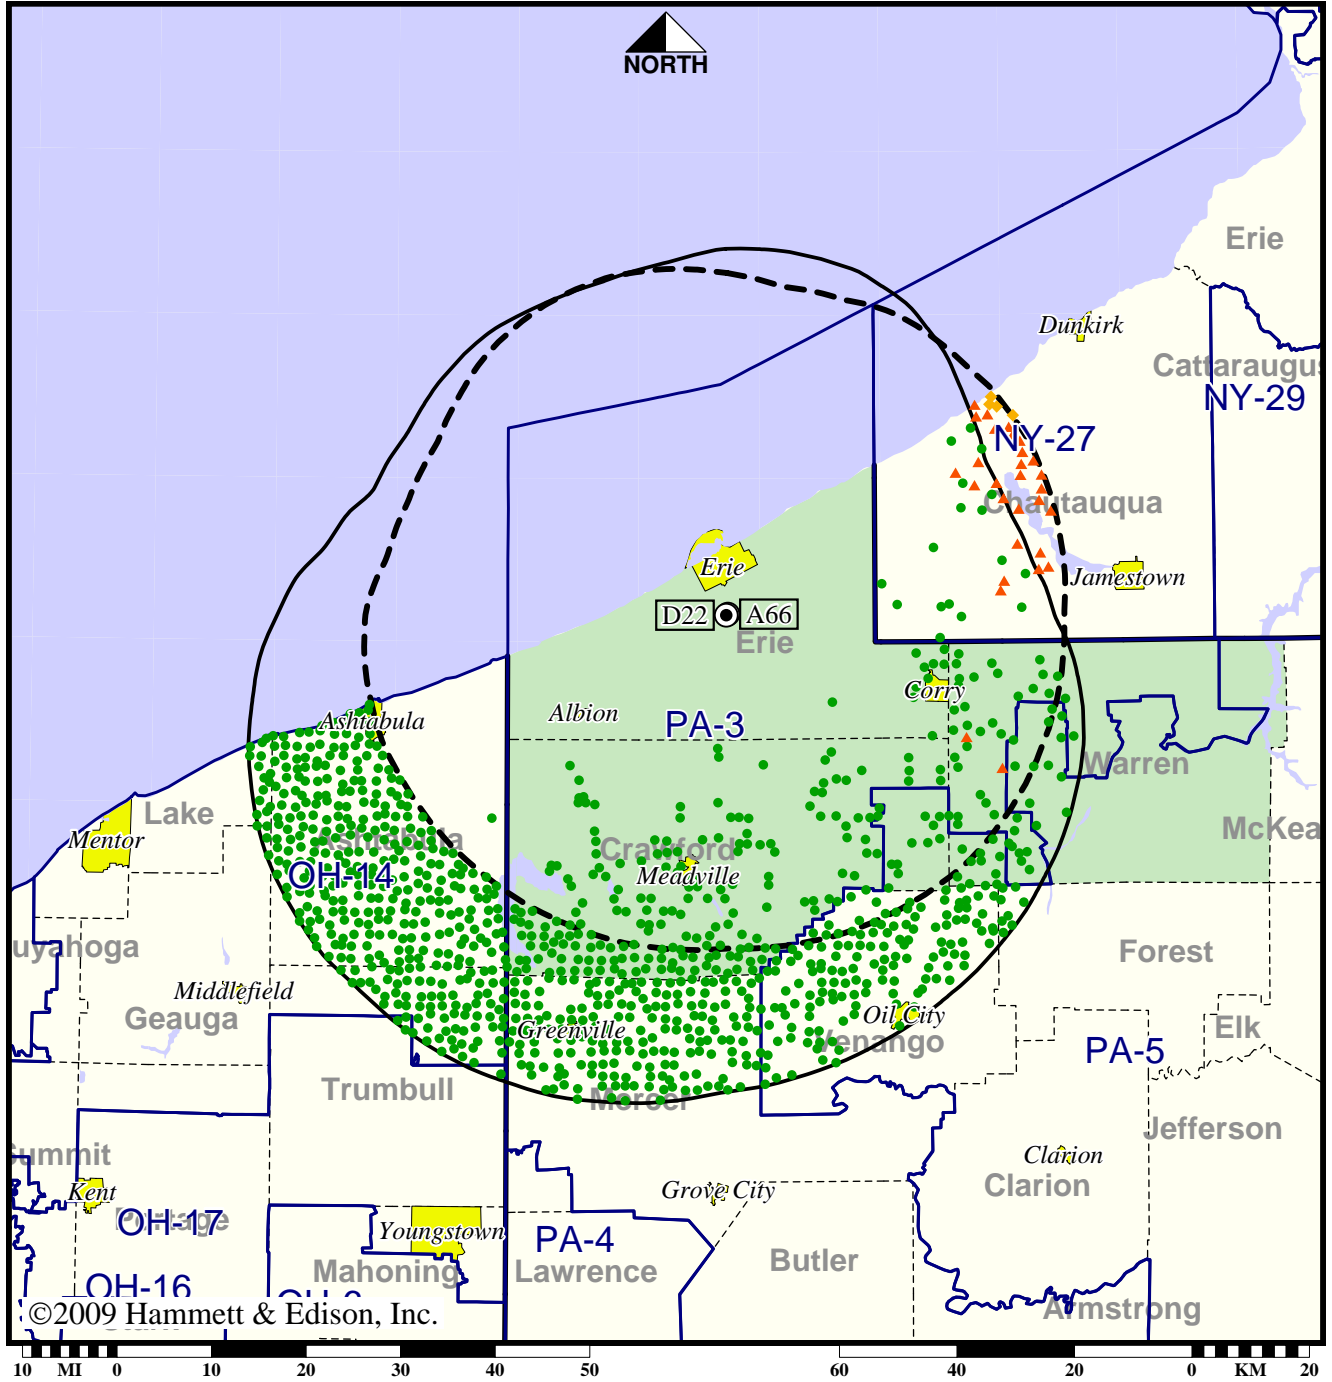 NORTH
Erie
Dunkirk
Cattaraugus
NY-29
NY-27
Chautauqua
Erie
Jamestown
D22
A66
Erie
Corry
Albion
Ashtabula
PA-3
Warren
Lake
Mentor
Ashtabula
Crawford
McKea
OH-14
Meadville
uyahoga
Forest
Middlefield
Geauga
Greenville
Oil City
Venango
Elk
PA-5
Trumbull
Mercer
Jefferson
Summit
Clarion
Kent
Grove City
Clarion
OH-17
Portage
Youngstown
PA-4
Butler
Mahoning
Lawrence
OH-16
©2009 Hammett & Edison, Inc.
Armstrong
10 MI 0 10 20 30 40 50 60 40 20 0 KM 20